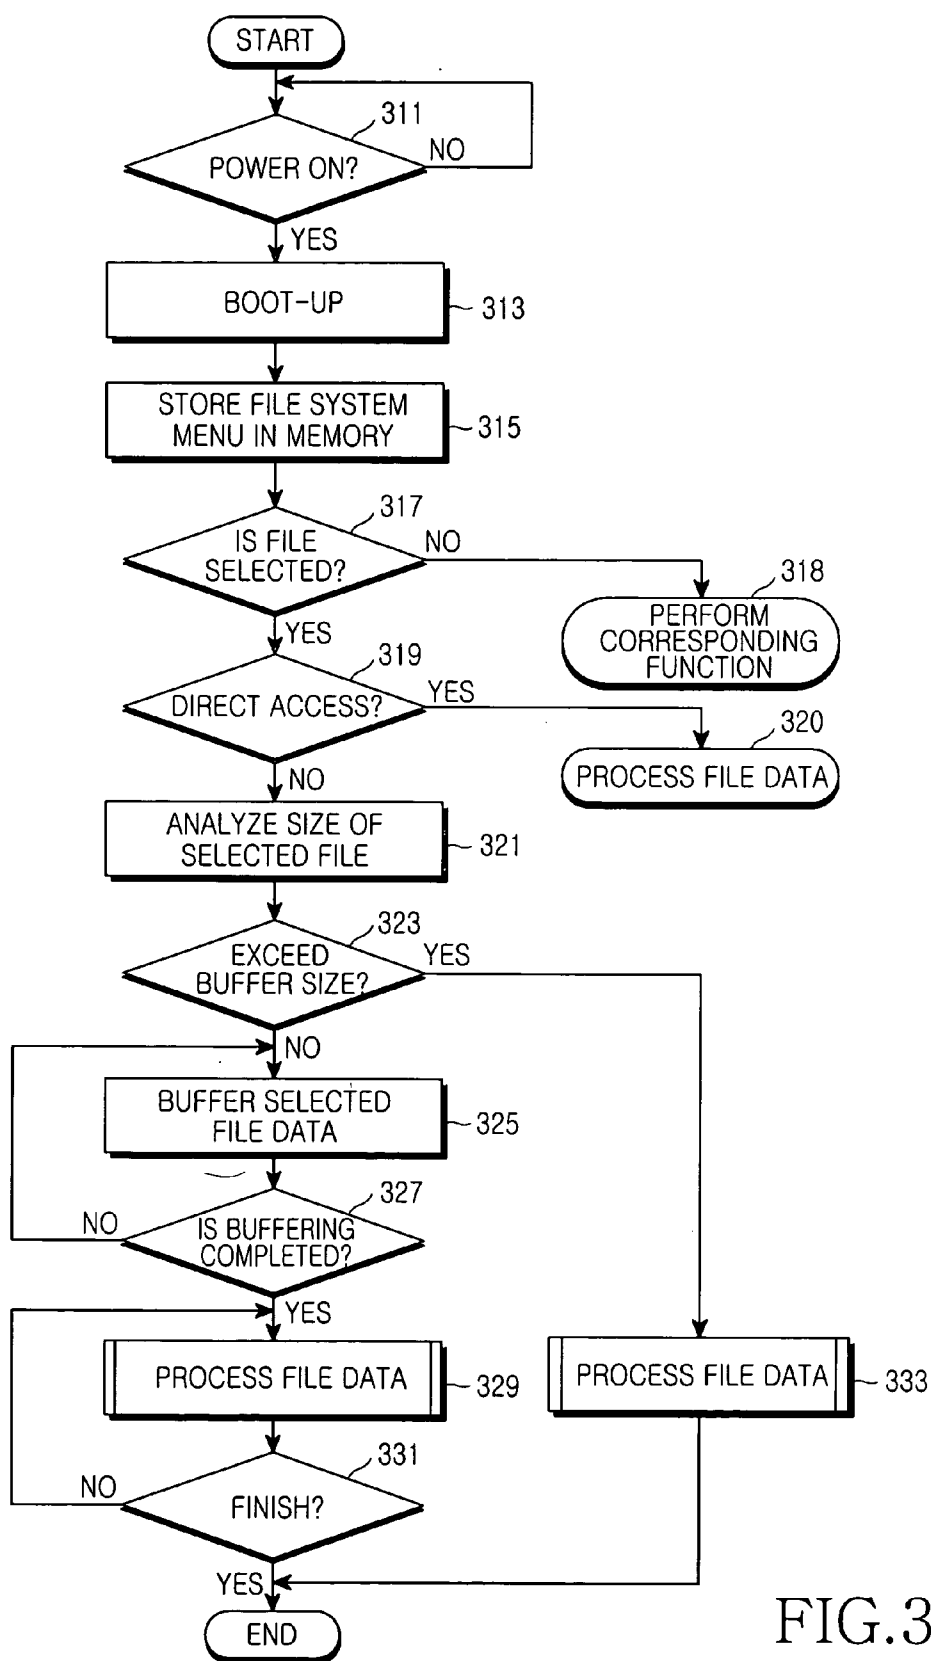 START
311
POWER ON?
NO
YES
BOOT-UP
313
STORE FILE SYSTEM
MENU IN MEMORY
315
317
IS FILE
SELECTED?
NO
318
PERFORM
CORRESPONDING
FUNCTION
YES
319
DIRECT ACCESS?
YES
320
PROCESS FILE DATA
NO
ANALYZE SIZE OF
SELECTED FILE
321
323
EXCEED
BUFFER SIZE?
YES
NO
BUFFER SELECTED
FILE DATA
325
327
NO
IS BUFFERING
COMPLETED?
YES
PROCESS FILE DATA
329
PROCESS FILE DATA
333
331
NO
FINISH?
YES
END
FIG.3